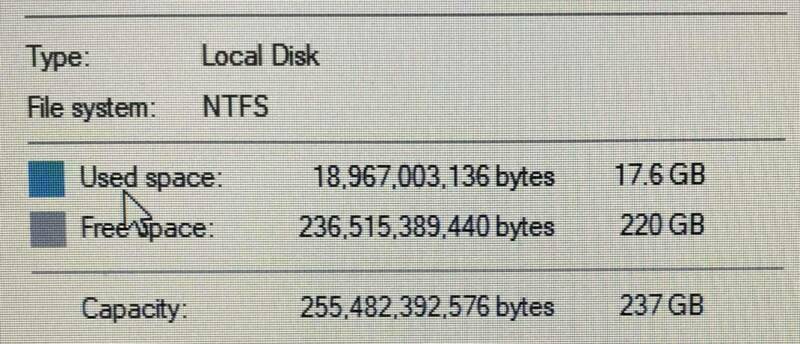 Type: Local Disk
File system: NTFS
Used space: 18,967,003,136 bytes 17.6 GB
Free space: 236,515,389,440 bytes 220 GB
Capacity: 255,482,392,576 bytes 237 GB